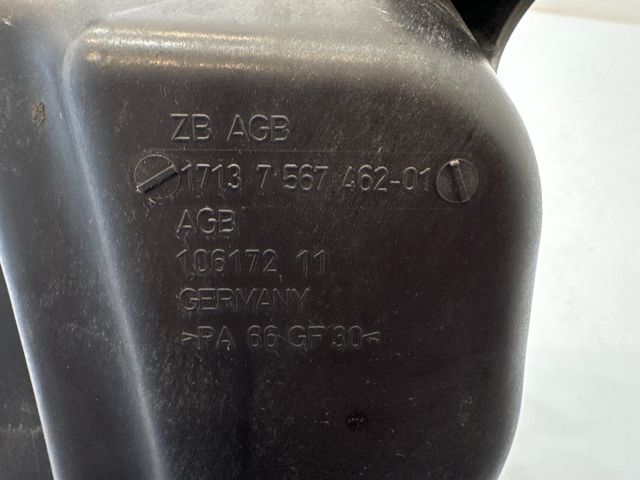 ZB AGB
1713 7 567 462-01
AGB
106172 11
GERMANY
>PA 66 GF 30<